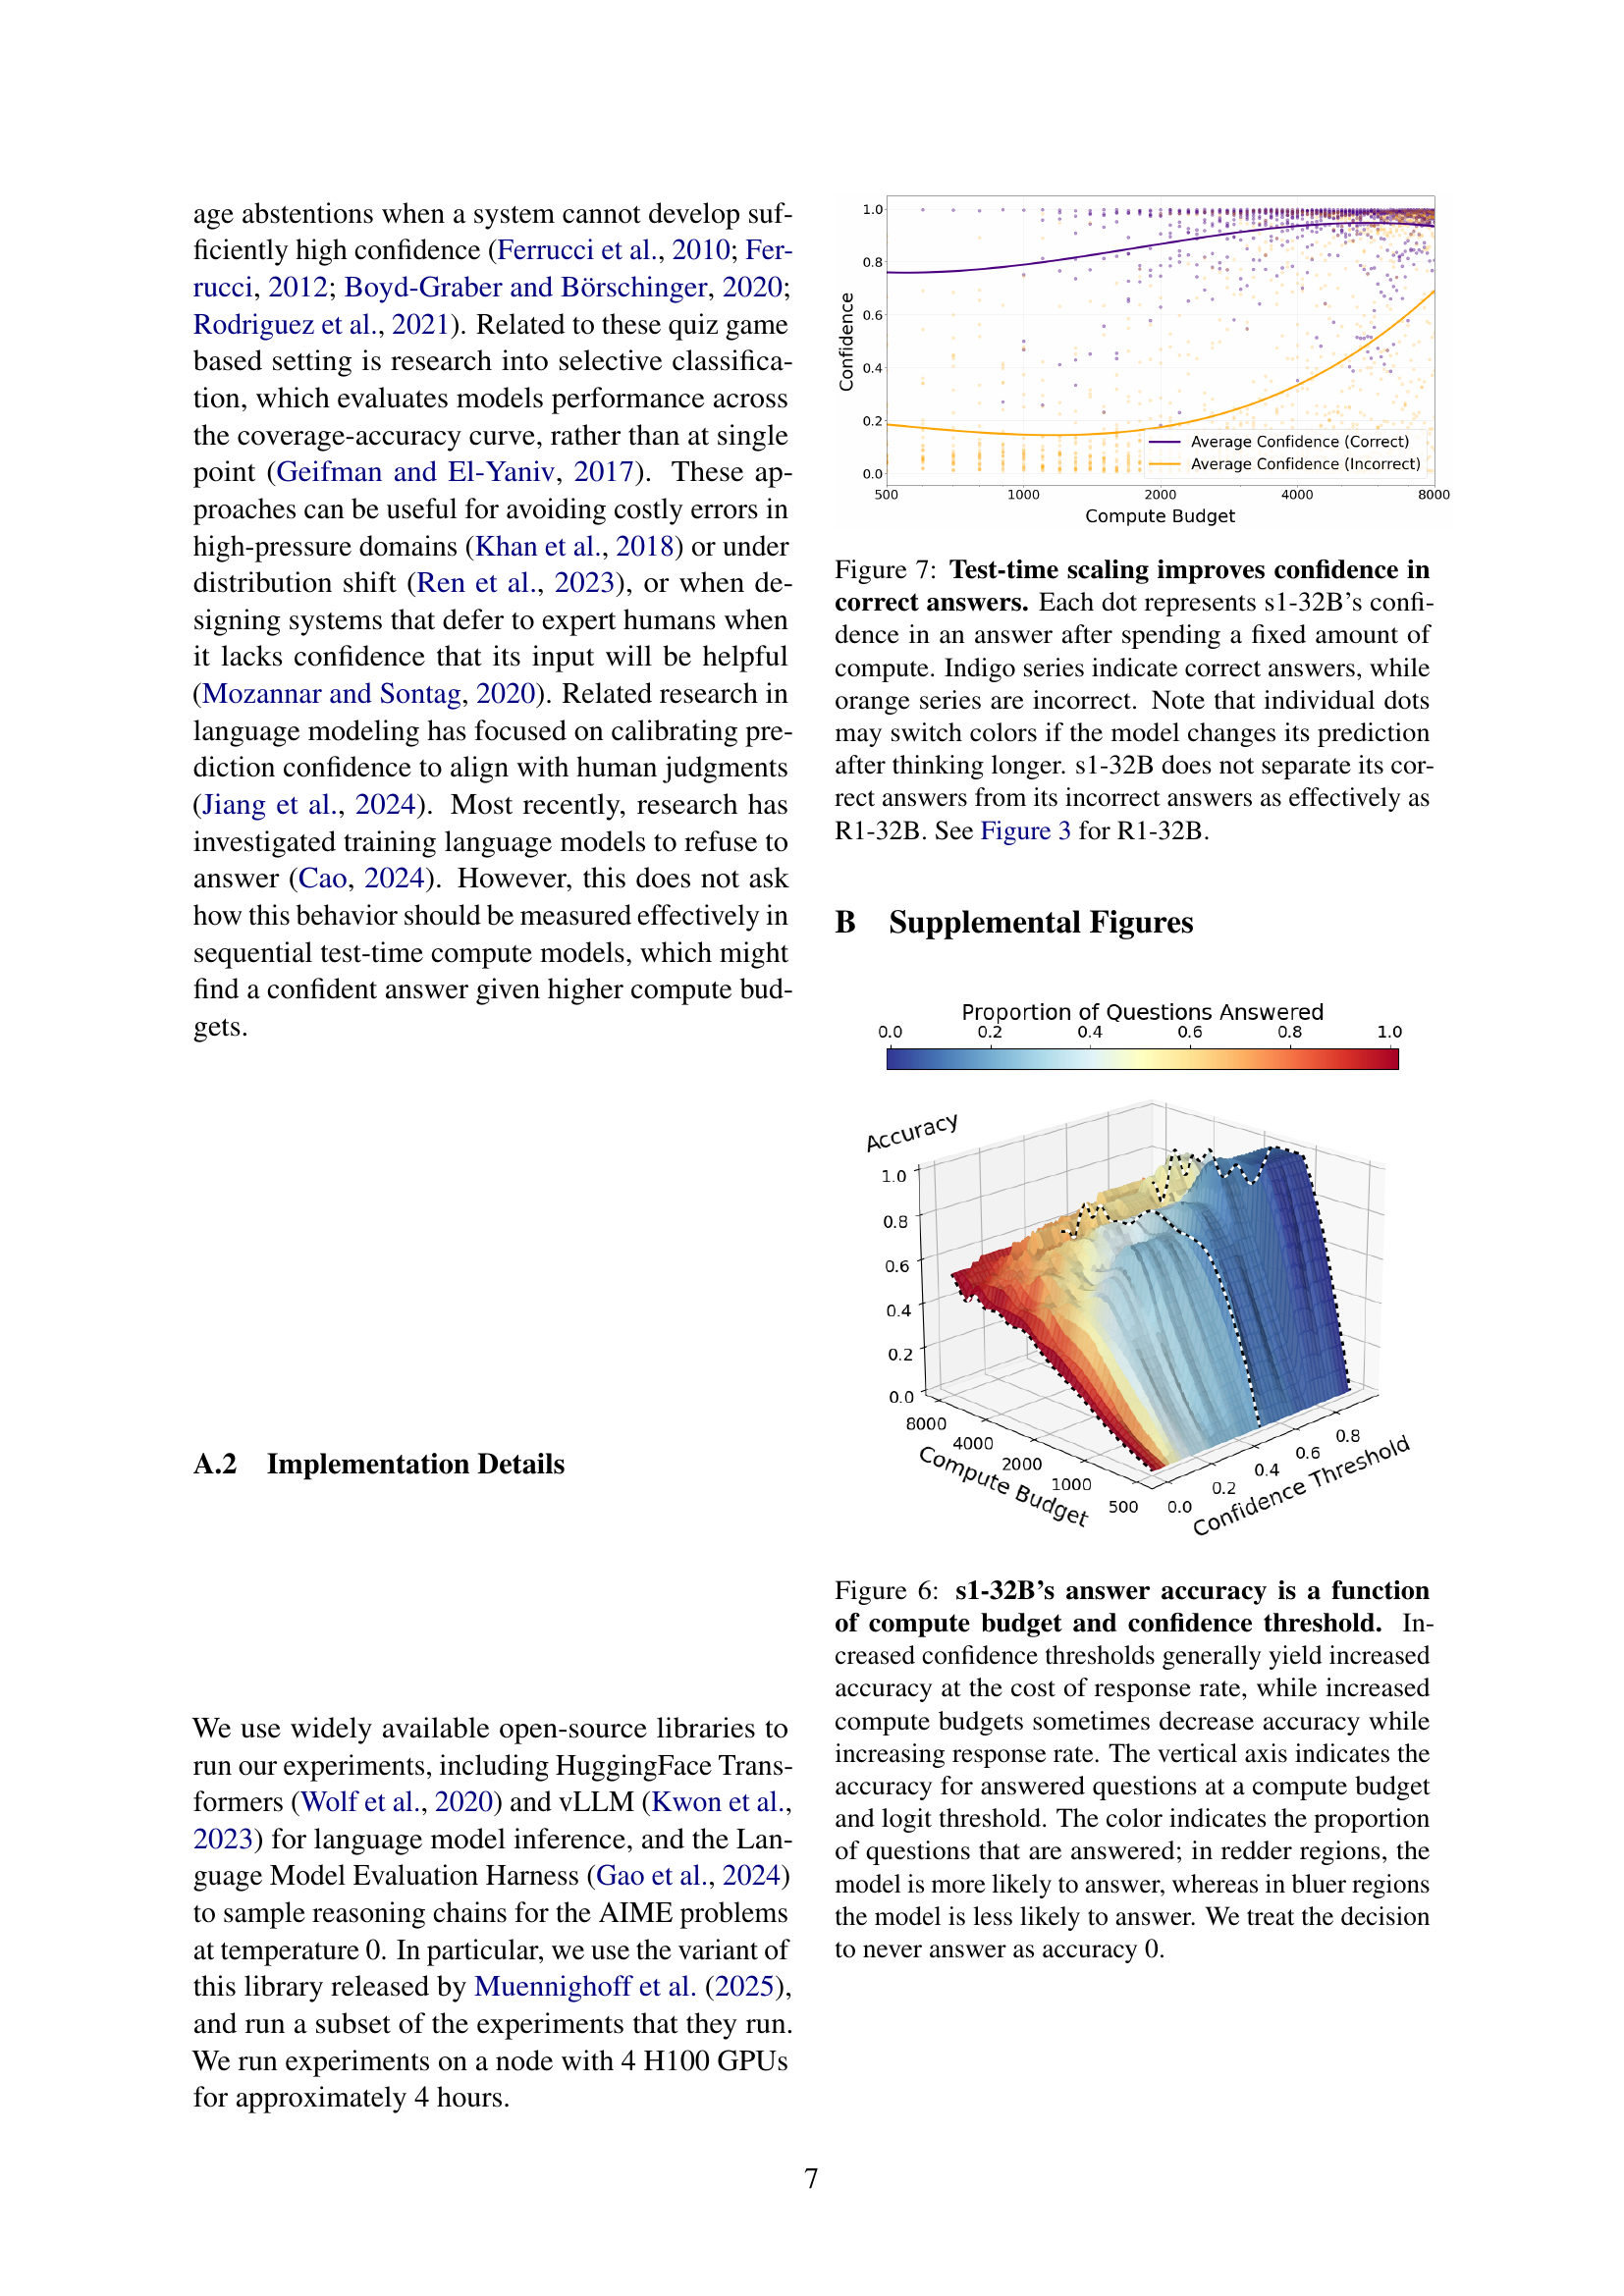 age abstentions when a system cannot develop suf-
ficiently high confidence (Ferrucci et al., 2010; Fer-
rucci, 2012; Boyd-Graber and Börschinger, 2020;
Rodriguez et al., 2021). Related to these quiz game
based setting is research into selective classifica-
tion, which evaluates models performance across
the coverage-accuracy curve, rather than at single
point (Geifman and El-Yaniv, 2017). These ap-
proaches can be useful for avoiding costly errors in
high-pressure domains (Khan et al., 2018) or under
distribution shift (Ren et al., 2023), or when de-
signing systems that defer to expert humans when
it lacks confidence that its input will be helpful
(Mozannar and Sontag, 2020). Related research in
language modeling has focused on calibrating pre-
diction confidence to align with human judgments
(Jiang et al., 2024). Most recently, research has
investigated training language models to refuse to
answer (Cao, 2024). However, this does not ask
how this behavior should be measured effectively in
sequential test-time compute models, which might
find a confident answer given higher compute bud-
gets.
A.2 Implementation Details
We use widely available open-source libraries to
run our experiments, including HuggingFace Trans-
formers (Wolf et al., 2020) and vLLM (Kwon et al.,
2023) for language model inference, and the Lan-
guage Model Evaluation Harness (Gao et al., 2024)
to sample reasoning chains for the AIME problems
at temperature 0. In particular, we use the variant of
this library released by Muennighoff et al. (2025),
and run a subset of the experiments that they run.
We run experiments on a node with 4 H100 GPUs
for approximately 4 hours.
1.0
0.8
0.6
0.4
0.2
0.0
Confidence
Average Confidence (Correct)
Average Confidence (Incorrect)
500 1000 2000 4000 8000
Compute Budget
Figure 7: Test-time scaling improves confidence in
correct answers. Each dot represents s1-32B's confi-
dence in an answer after spending a fixed amount of
compute. Indigo series indicate correct answers, while
orange series are incorrect. Note that individual dots
may switch colors if the model changes its prediction
after thinking longer. s1-32B does not separate its cor-
rect answers from its incorrect answers as effectively as
R1-32B. See Figure 3 for R1-32B.
B Supplemental Figures
Proportion of Questions Answered
0.0 0.2 0.4 0.6 0.8 1.0
Accuracy
1.0
0.8
0.6
0.4
0.2
0.0
8000
4000
2000
1000
500
Compute Budget
0.0
0.2
0.4
0.6
0.8
Confidence Threshold
Figure 6: s1-32B's answer accuracy is a function
of compute budget and confidence threshold. In-
creased confidence thresholds generally yield increased
accuracy at the cost of response rate, while increased
compute budgets sometimes decrease accuracy while
increasing response rate. The vertical axis indicates the
accuracy for answered questions at a compute budget
and logit threshold. The color indicates the proportion
of questions that are answered; in redder regions, the
model is more likely to answer, whereas in bluer regions
the model is less likely to answer. We treat the decision
to never answer as accuracy 0.
7